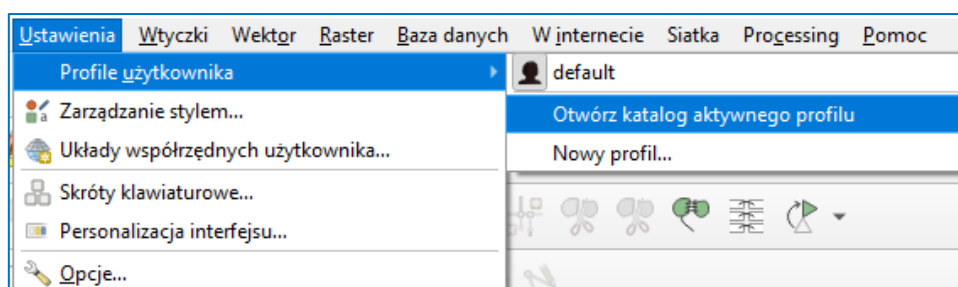 Ustawienia Wtyczki Wektor Raster Baza danych W internecie Siatka Processing Pomoc
Profile użytkownika
default
Otwórz katalog aktywnego profilu
Nowy profil...
Zarządzanie stylem...
Układy współrzędnych użytkownika...
Skróty klawiaturowe...
Personalizacja interfejsu...
Opcje...